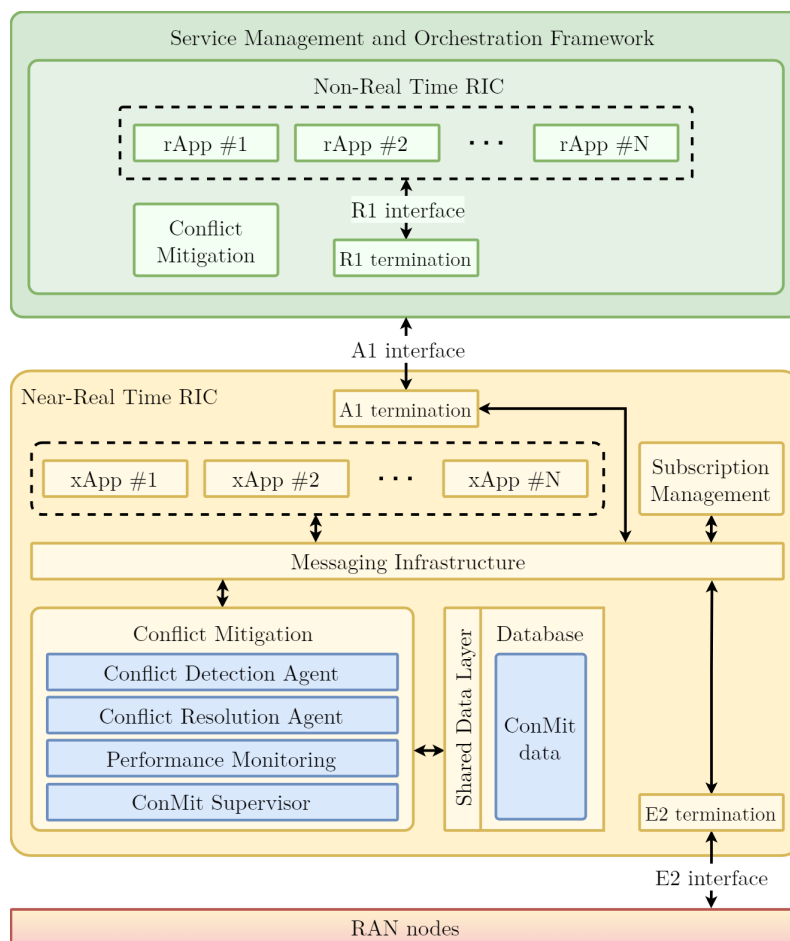 Service Management and Orchestration Framework
Non-Real Time RIC
rApp #1
rApp #2
· · ·
rApp #N
R1 interface
Conflict
Mitigation
R1 termination
A1 interface
Near-Real Time RIC
A1 termination
xApp #1
xApp #2
· · ·
xApp #N
Subscription
Management
Messaging Infrastructure
Conflict Mitigation
Conflict Detection Agent
Conflict Resolution Agent
Performance Monitoring
ConMit Supervisor
Shared Data Layer
Database
ConMit
data
E2 termination
E2 interface
RAN nodes